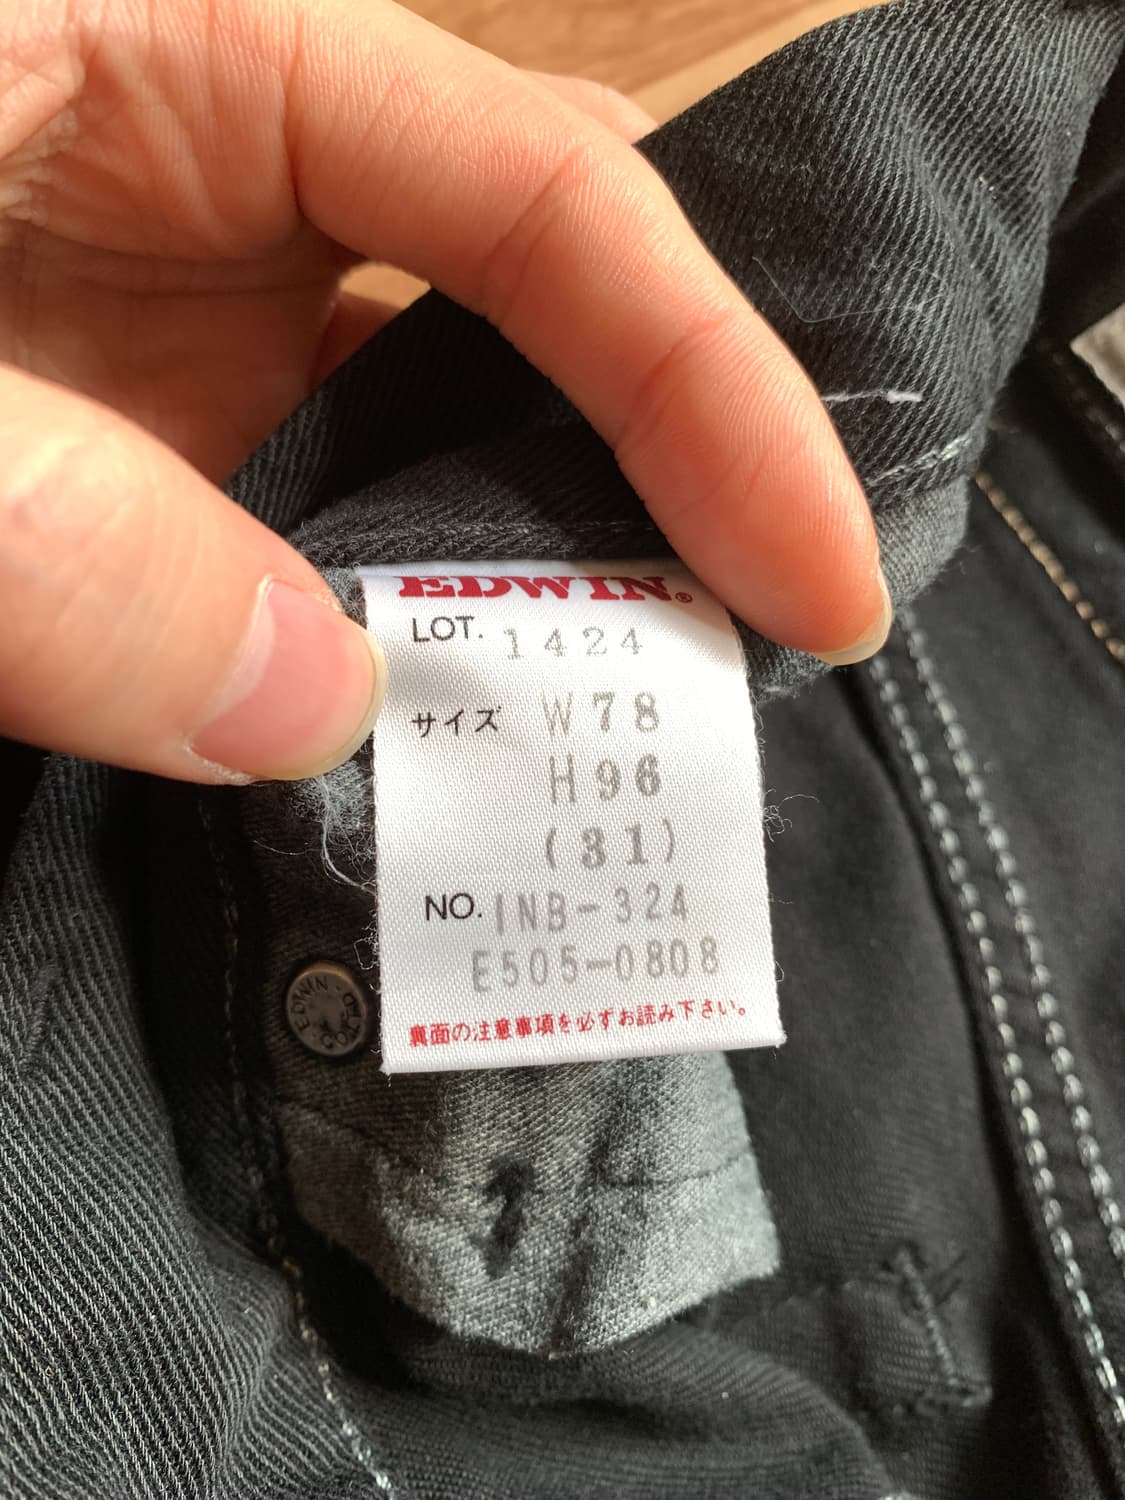 EDWIN®
LOT. 1424
サイズ W78
H96
(31)
NO. INB-324
E505-0808
裏面の注意事項を必ずお読み下さい。
EDWIN